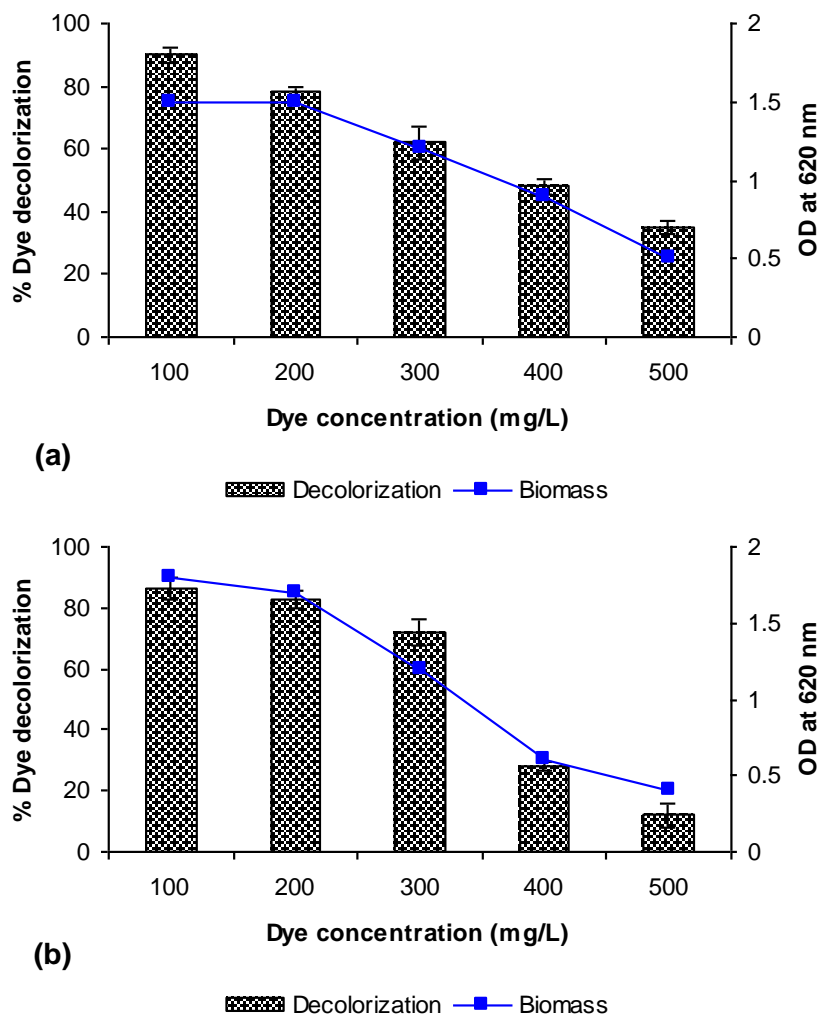 100
80
60
40
20
0
% Dye decolorization
2
1.5
1
0.5
0
OD at 620 nm
100 200 300 400 500
Dye concentration (mg/L)
(a)
Decolorization Biomass
100
80
60
40
20
0
% Dye decolorization
2
1.5
1
0.5
0
OD at 620 nm
100 200 300 400 500
Dye concentration (mg/L)
(b)
Decolorization Biomass